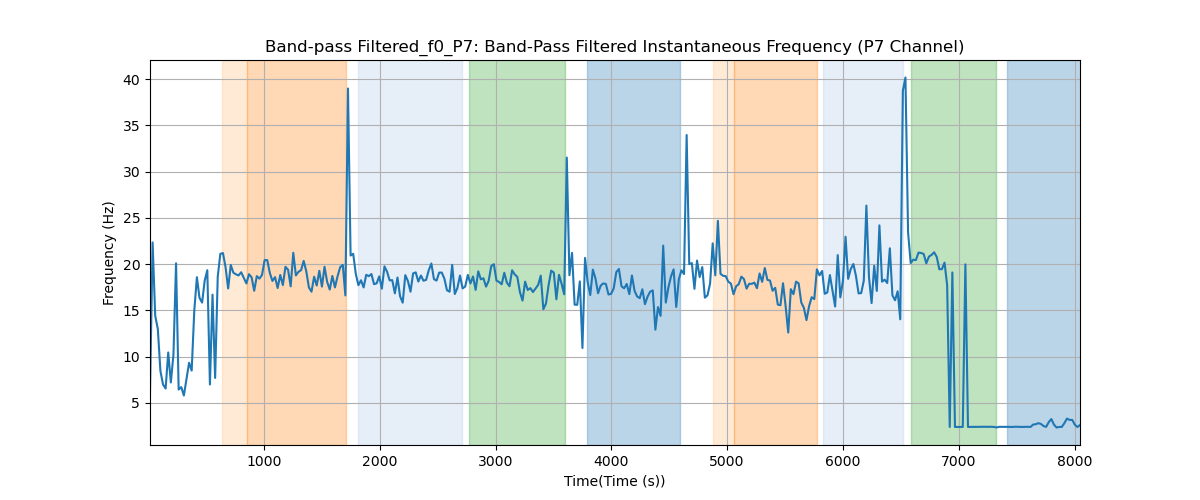 Band-pass Filtered_f0_P7: Band-Pass Filtered Instantaneous Frequency (P7 Channel)
Frequency (Hz)
40
35
30
25
20
15
10
5
1000 2000 3000 4000 5000 6000 7000 8000
Time(Time (s))